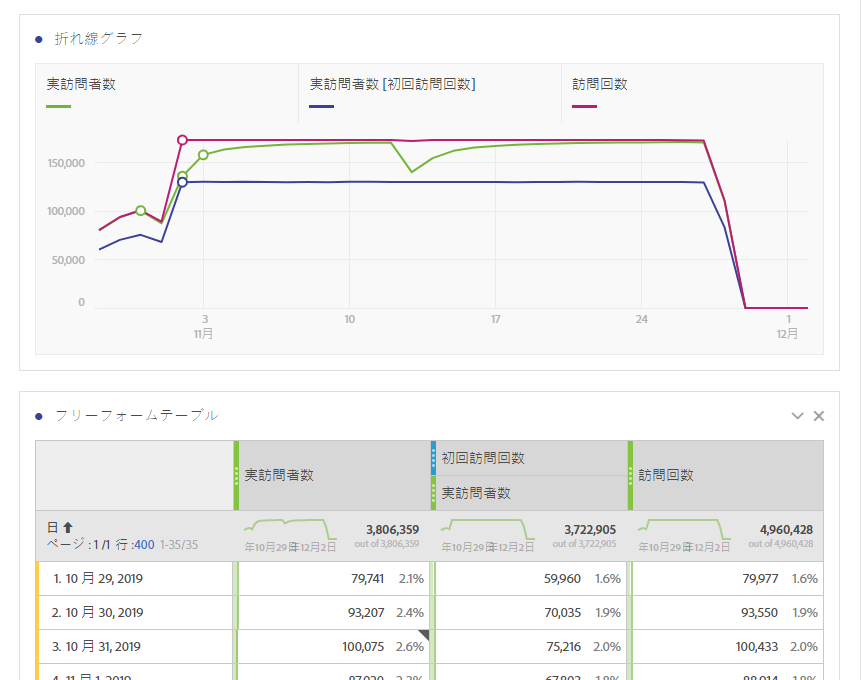 折れ線グラフ
実訪問者数
実訪問者数 [初回訪問回数]
訪問回数
150,000
100,000
50,000
0
3
11月
10
17
24
1
12月
フリーフォームテーブル
実訪問者数
初回訪問回数
実訪問者数
訪問回数
日
ページ : 1 /1 行 :400 1-35/35
3,806,359
out of 3,806,359
年10月29日 年12月2日
3,722,905
out of 3,722,905
年10月29日 年12月2日
4,960,428
out of 4,960,428
年10月29日 年12月2日
1. 10 月 29, 2019 79,741 2.1% 59,960 1.6% 79,977 1.6%
2. 10 月 30, 2019 93,207 2.4% 70,035 1.9% 93,550 1.9%
3. 10 月 31, 2019 100,075 2.6% 75,216 2.0% 100,433 2.0%
4. 11 月 1, 2019